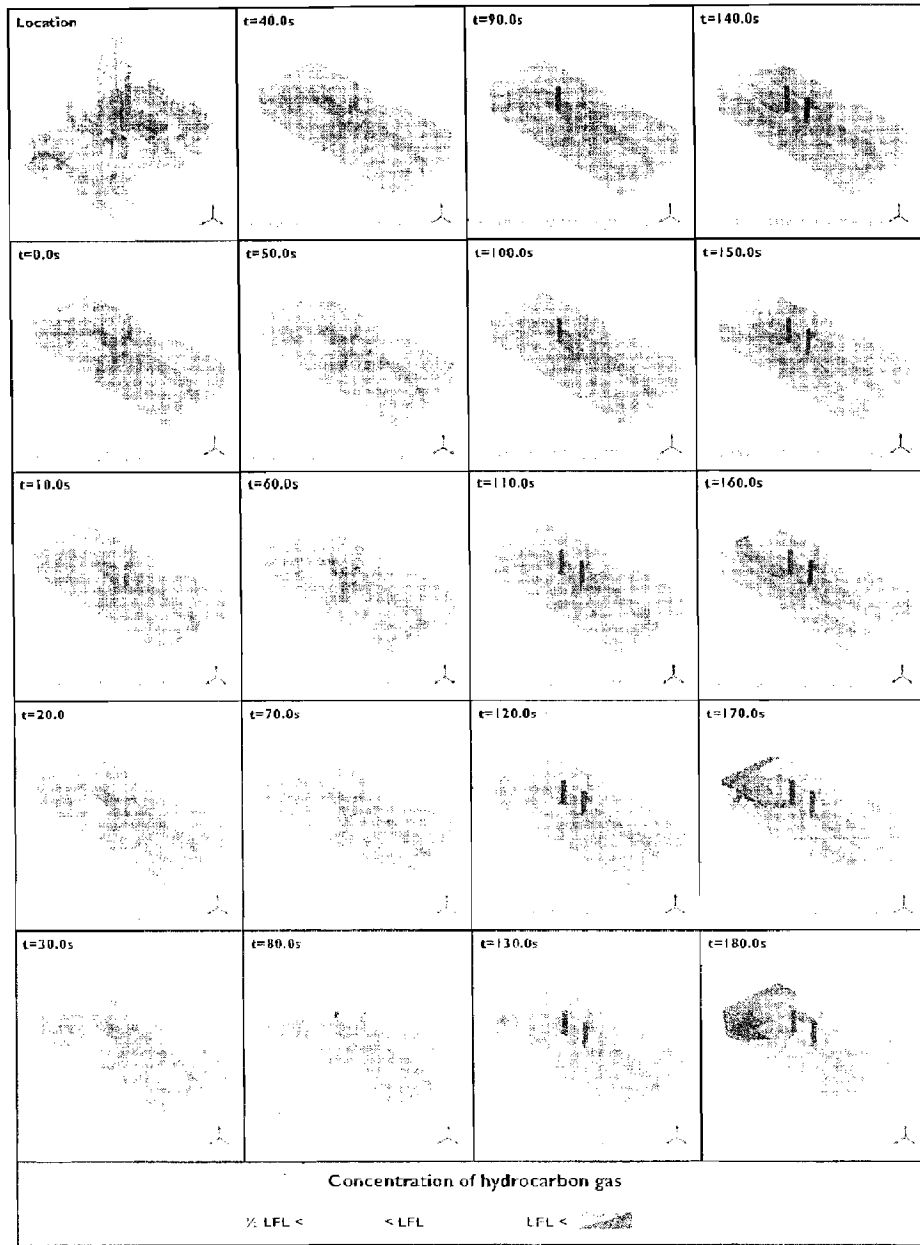 Location
t=40.0s
t=90.0s
t=140.0s
t=0.0s
t=50.0s
t=100.0s
t=150.0s
t=10.0s
t=60.0s
t=110.0s
t=160.0s
t=20.0
t=70.0s
t=120.0s
t=170.0s
t=30.0s
t=80.0s
t=130.0s
t=180.0s
Concentration of hydrocarbon gas
½ LFL < < LFL LFL <